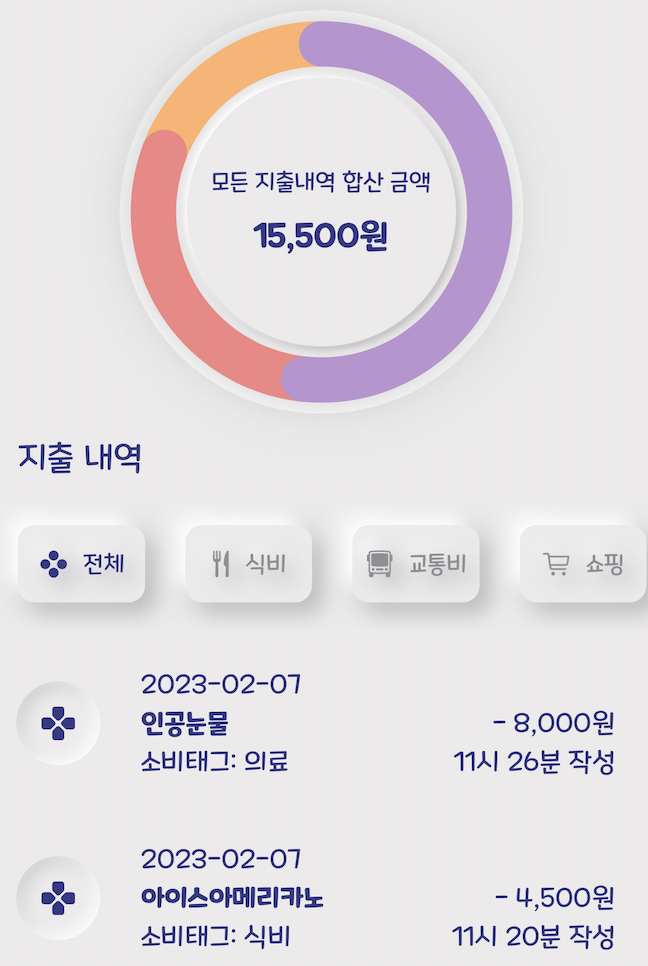 모든 지출내역 합산 금액
15,500원
지출 내역
전체 식비 교통비 쇼핑
2023-02-07
인공눈물 - 8,000원
소비태그: 의료 11시 26분 작성
2023-02-07
아이스아메리카노 - 4,500원
소비태그: 식비 11시 20분 작성